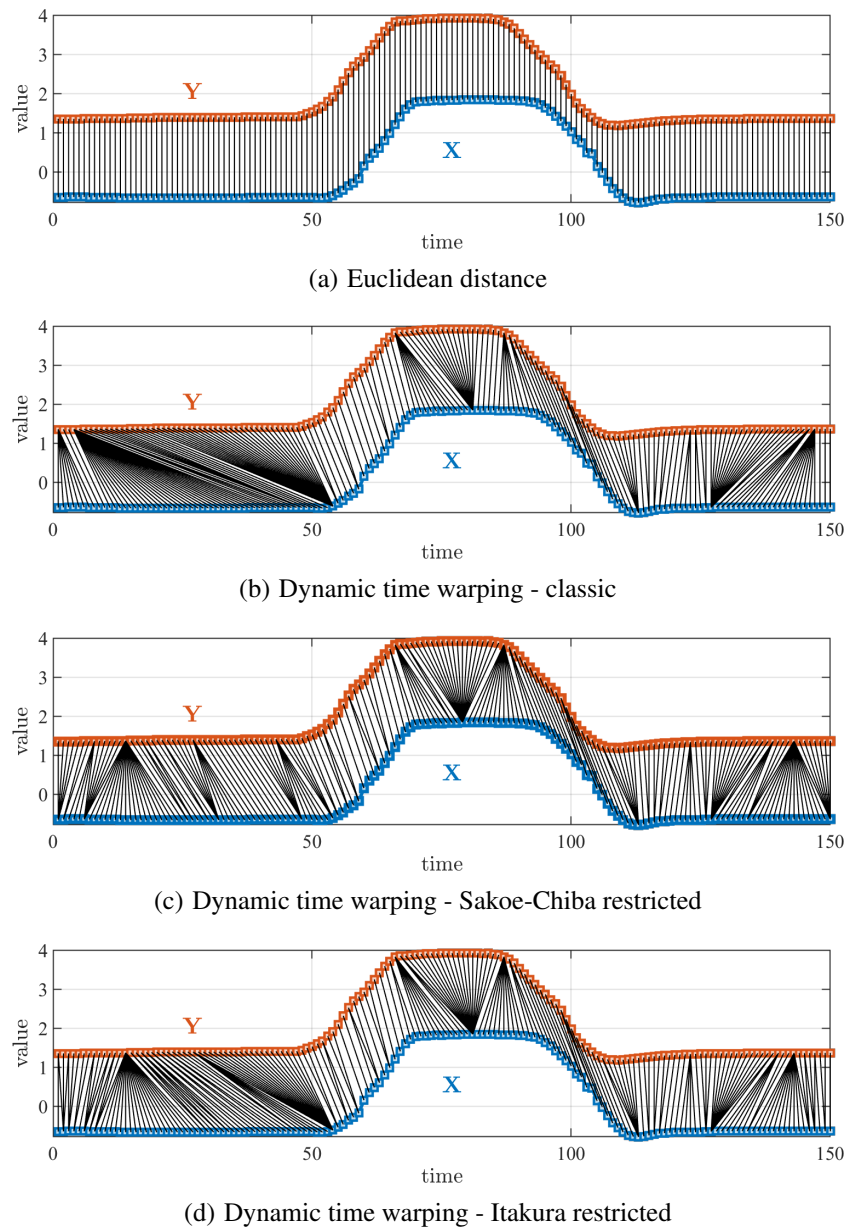 4
3
2
1
0
value
Y
X
0
50
100
150
time
(a) Euclidean distance
4
3
2
1
0
value
Y
X
0
50
100
150
time
(b) Dynamic time warping - classic
4
3
2
1
0
value
Y
X
0
50
100
150
time
(c) Dynamic time warping - Sakoe-Chiba restricted
4
3
2
1
0
value
Y
X
0
50
100
150
time
(d) Dynamic time warping - Itakura restricted